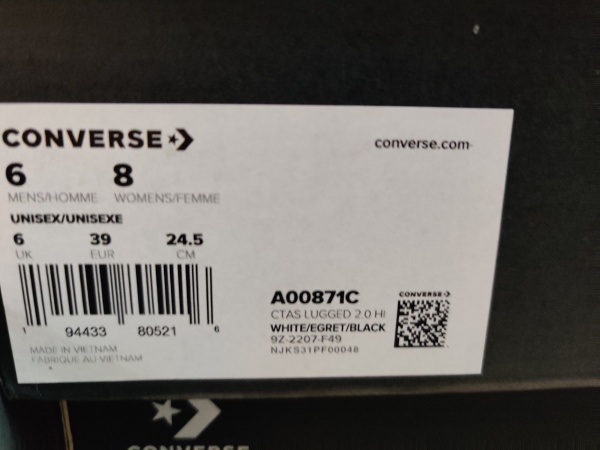 CONVERSE
converse.com
6 8
MENS/HOMME WOMENS/FEMME
UNISEX/UNISEXE
6 39 24.5
UK EUR CM
1 94433 80521 6
MADE IN VIETNAM
FABRIQUE AU VIETNAM
A00871C
CTAS LUGGED 2.0 HI
WHITE/EGRET/BLACK
9Z-2207-F49
NJKS31PF00048
CONVERSE
CONVERSE